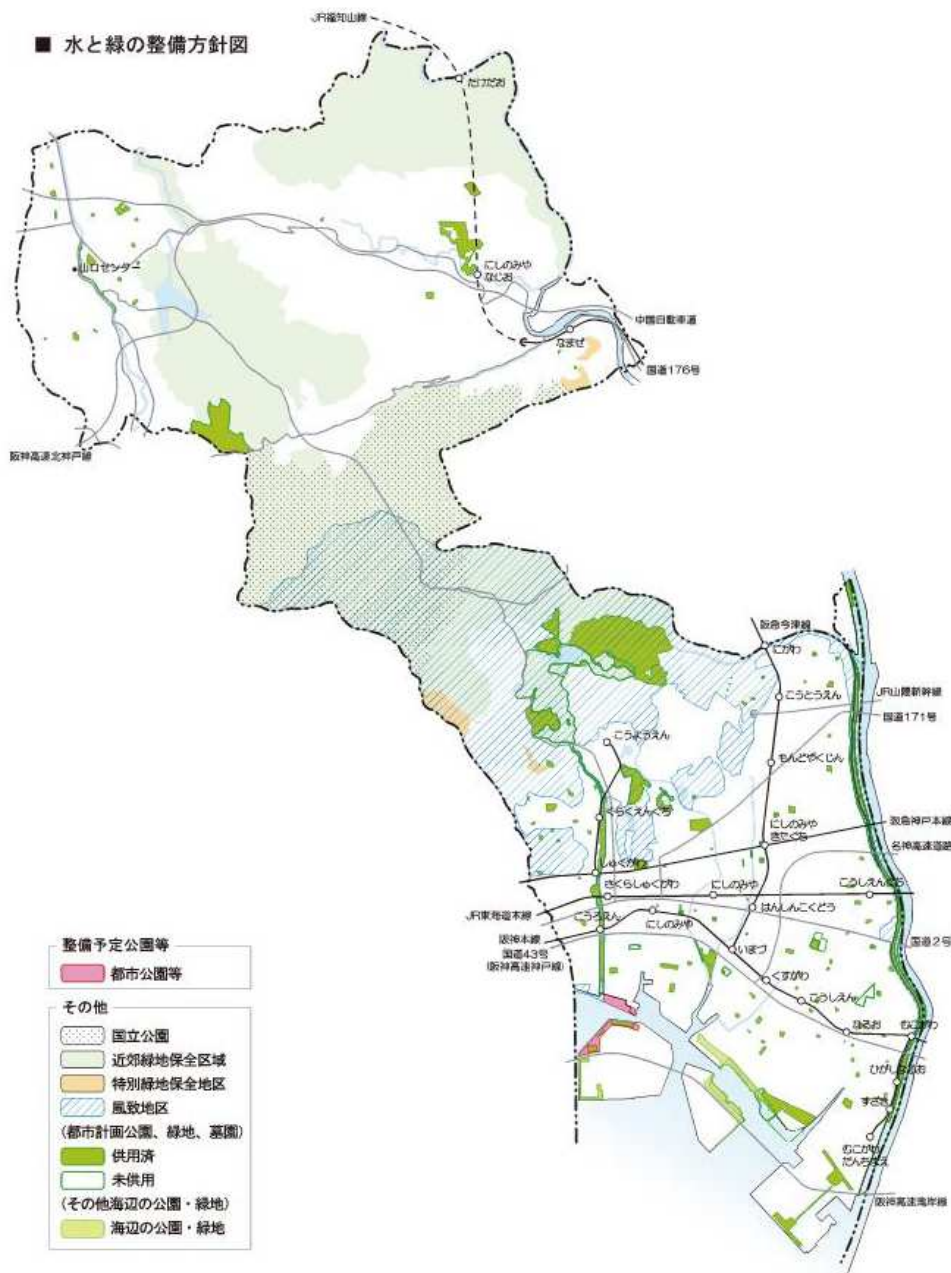 ■ 水と緑の整備方針図
JR福知山線
たけだお
山口センター
にしのみや
なじお
中国自動車道
なまぜ
国道176号
阪神高速北神戸線
阪急今津線
にがわ
こうとうえん
JR山陽新幹線
国道171号
こうようえん
もんどやくじん
くらくえんぐち
にしのみや
きたぐち
阪急神戸本線
名神高速道路
しゅくがわ
さくらしゅくがわ
にしのみや
こうしえんぐち
JR東海道本線
こうろえん
にしのみや
はんしんこくどう
阪神本線
国道43号
(阪神高速神戸線)
いまづ
国道2号
くすがわ
こうしえん
なるお
むこがわ
ひがしなるお
すざき
むこがわ
だんちまえ
阪神高速湾岸線
整備予定公園等
都市公園等
その他
国立公園
近郊緑地保全区域
特別緑地保全地区
風致地区
(都市計画公園、緑地、墓園)
供用済
未供用
(その他海辺の公園・緑地)
海辺の公園・緑地